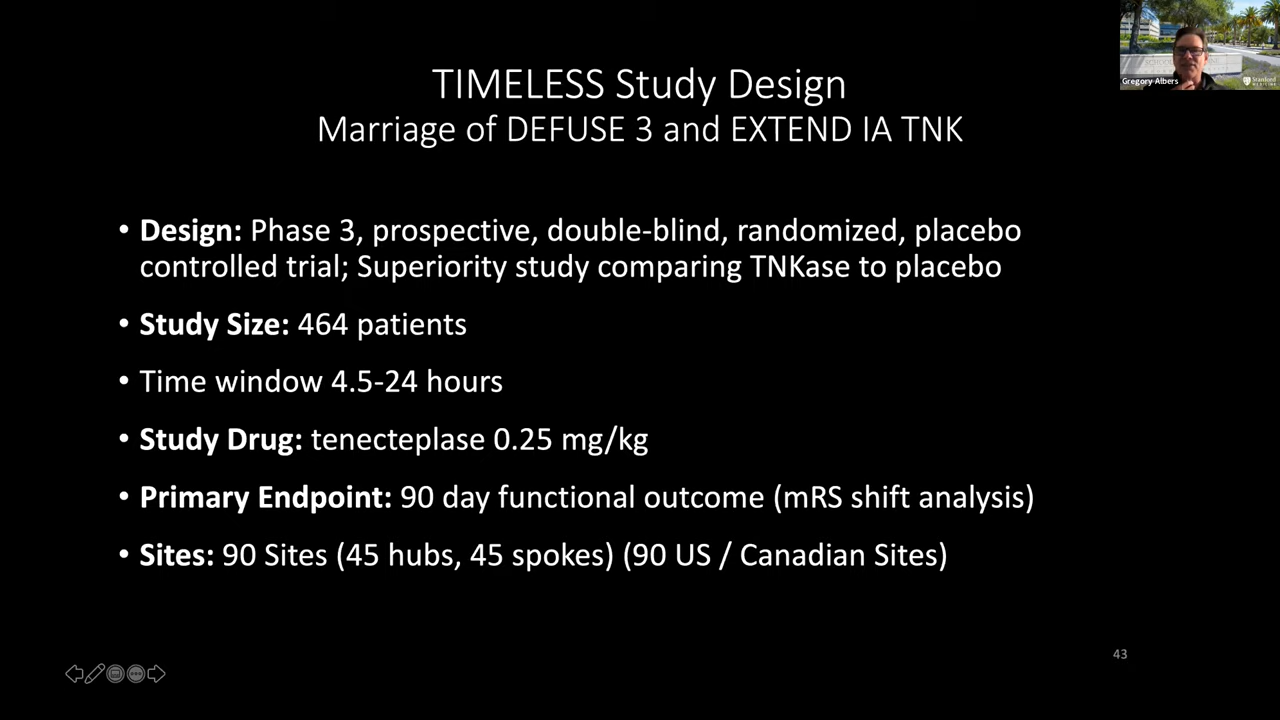 TIMELESS Study Design
Marriage of DEFUSE 3 and EXTEND IA TNK
• Design: Phase 3, prospective, double-blind, randomized, placebo
controlled trial; Superiority study comparing TNKase to placebo
• Study Size: 464 patients
• Time window 4.5-24 hours
• Study Drug: tenecteplase 0.25 mg/kg
• Primary Endpoint: 90 day functional outcome (mRS shift analysis)
• Sites: 90 Sites (45 hubs, 45 spokes) (90 US / Canadian Sites)
43
Gregory Albers
Stanford